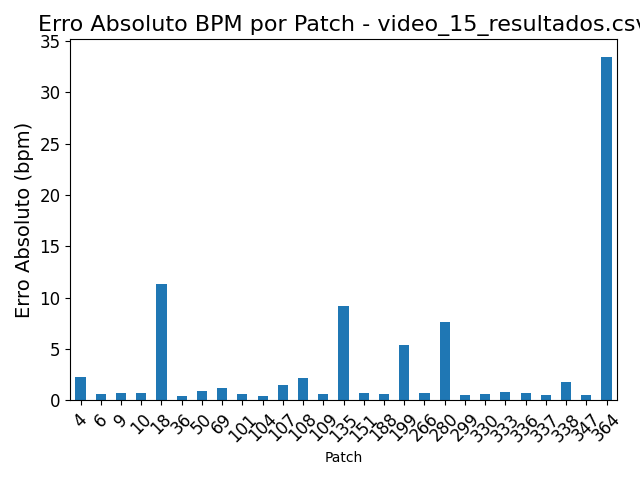 Erro Absoluto BPM por Patch - video_15_resultados.csv
Erro Absoluto (bpm)
35
30
25
20
15
10
5
0
4 6 9 10 18 36 50 69 101 104 107 108 109 135 151 188 199 266 280 299 330 333 336 337 338 347 364
Patch